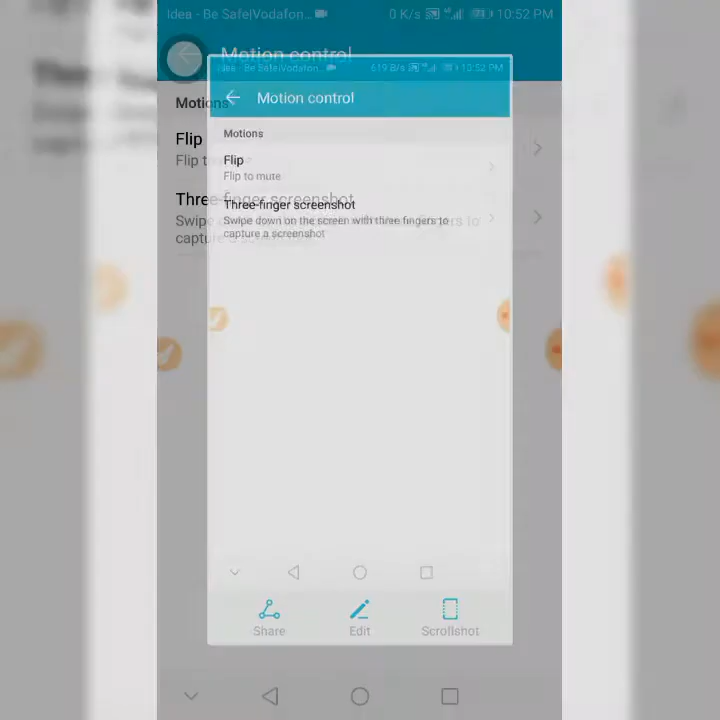 Idea - Be Safe|Vodafon... 0 K/s 10:52 PM
Motion control
Motions
Flip
Flip t
Three-finger screenshot
Swipe
capture a s
Idea - Be Safe|Vodafon... 619 B/s 10:52 PM
Motion control
Motions
Flip
Flip to mute
Three-finger screenshot
Swipe down on the screen with three fingers to
capture a screenshot
Share Edit Scrollshot